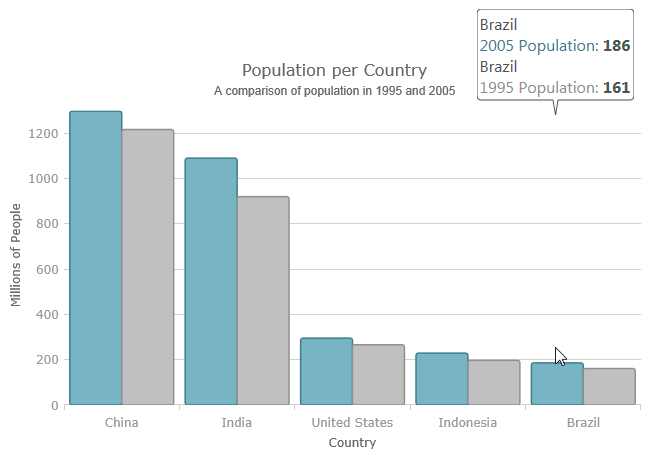 Brazil
2005 Population: 186
Brazil
1995 Population: 161
Population per Country
A comparison of population in 1995 and 2005
Millions of People
1200
1000
800
600
400
200
0
China India United States Indonesia Brazil
Country